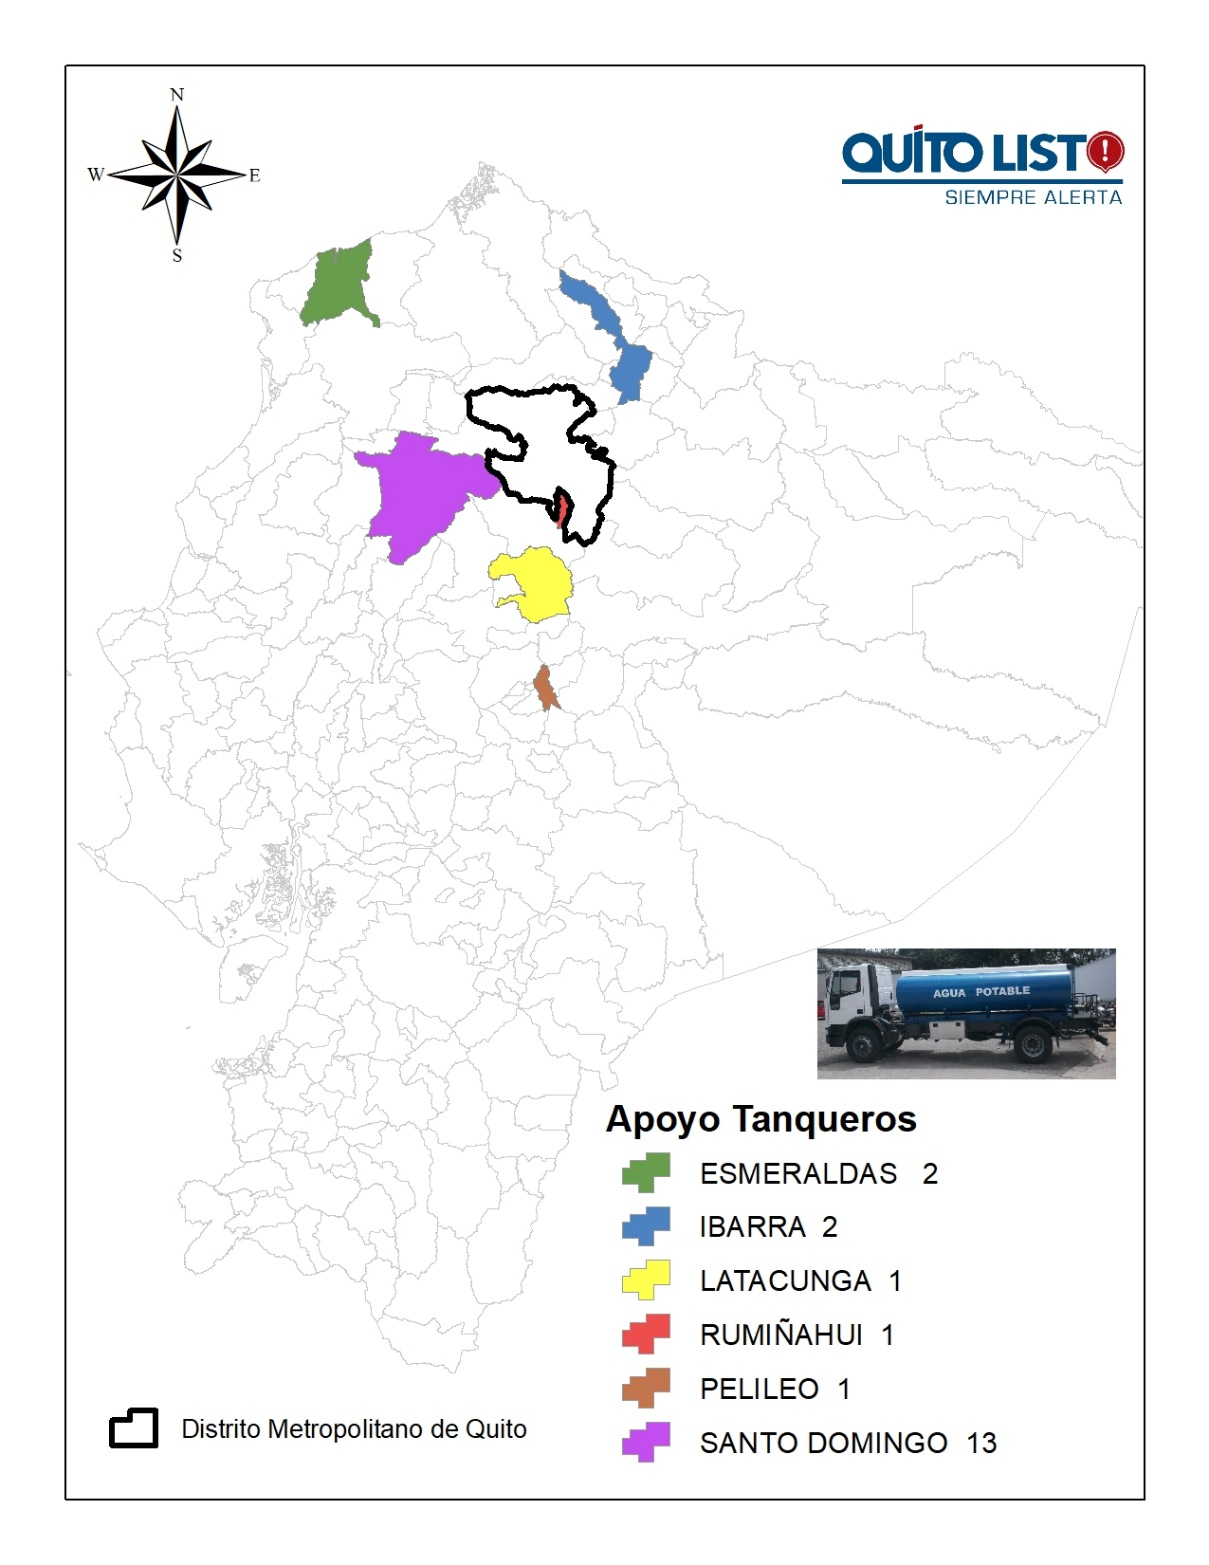 N
W E
S
QUÍTO LISTO
SIEMPRE ALERTA
AGUA POTABLE
Apoyo Tanqueros
ESMERALDAS 2
IBARRA 2
LATACUNGA 1
RUMIÑAHUI 1
PELILEO 1
SANTO DOMINGO 13
Distrito Metropolitano de Quito